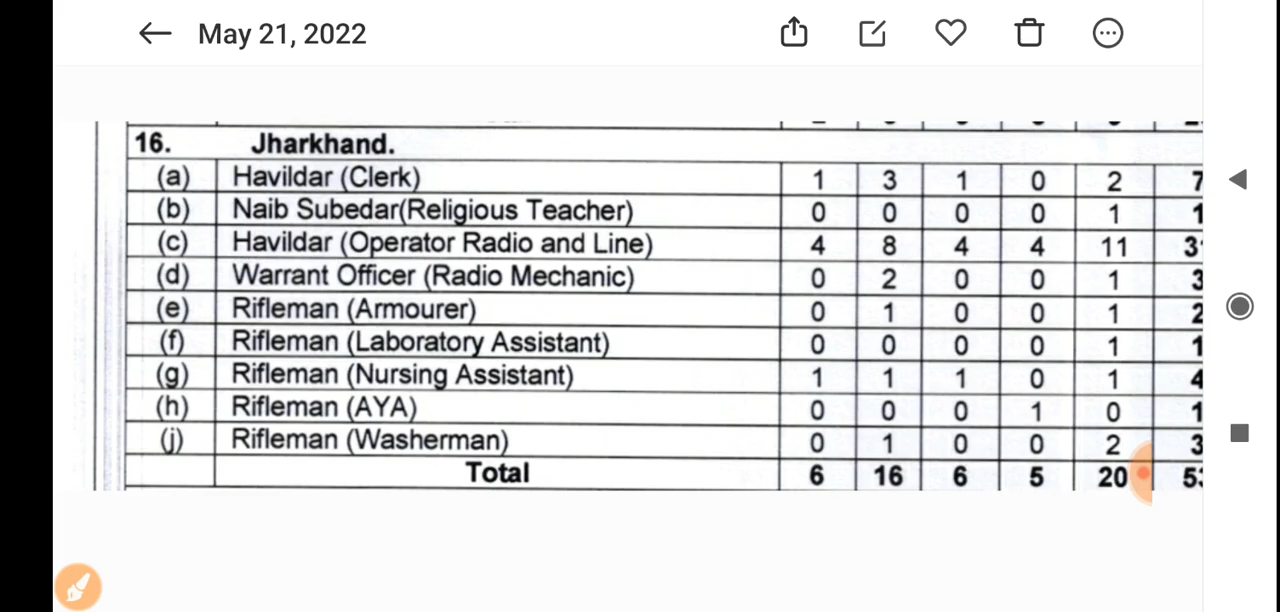 May 21, 2022
16. Jharkhand.
(a) Havildar (Clerk) 1 3 1 0 2 7
(b) Naib Subedar(Religious Teacher) 0 0 0 0 1 1
(c) Havildar (Operator Radio and Line) 4 8 4 4 11
(d) Warrant Officer (Radio Mechanic) 0 2 0 0 1 3
(e) Rifleman (Armourer) 0 1 0 0 1 2
(f) Rifleman (Laboratory Assistant) 0 0 0 0 1 1
(g) Rifleman (Nursing Assistant) 1 1 1 0 1 4
(h) Rifleman (AYA) 0 0 0 1 0 1
(j) Rifleman (Washerman) 0 1 0 0 2 3
Total 6 16 6 5 20